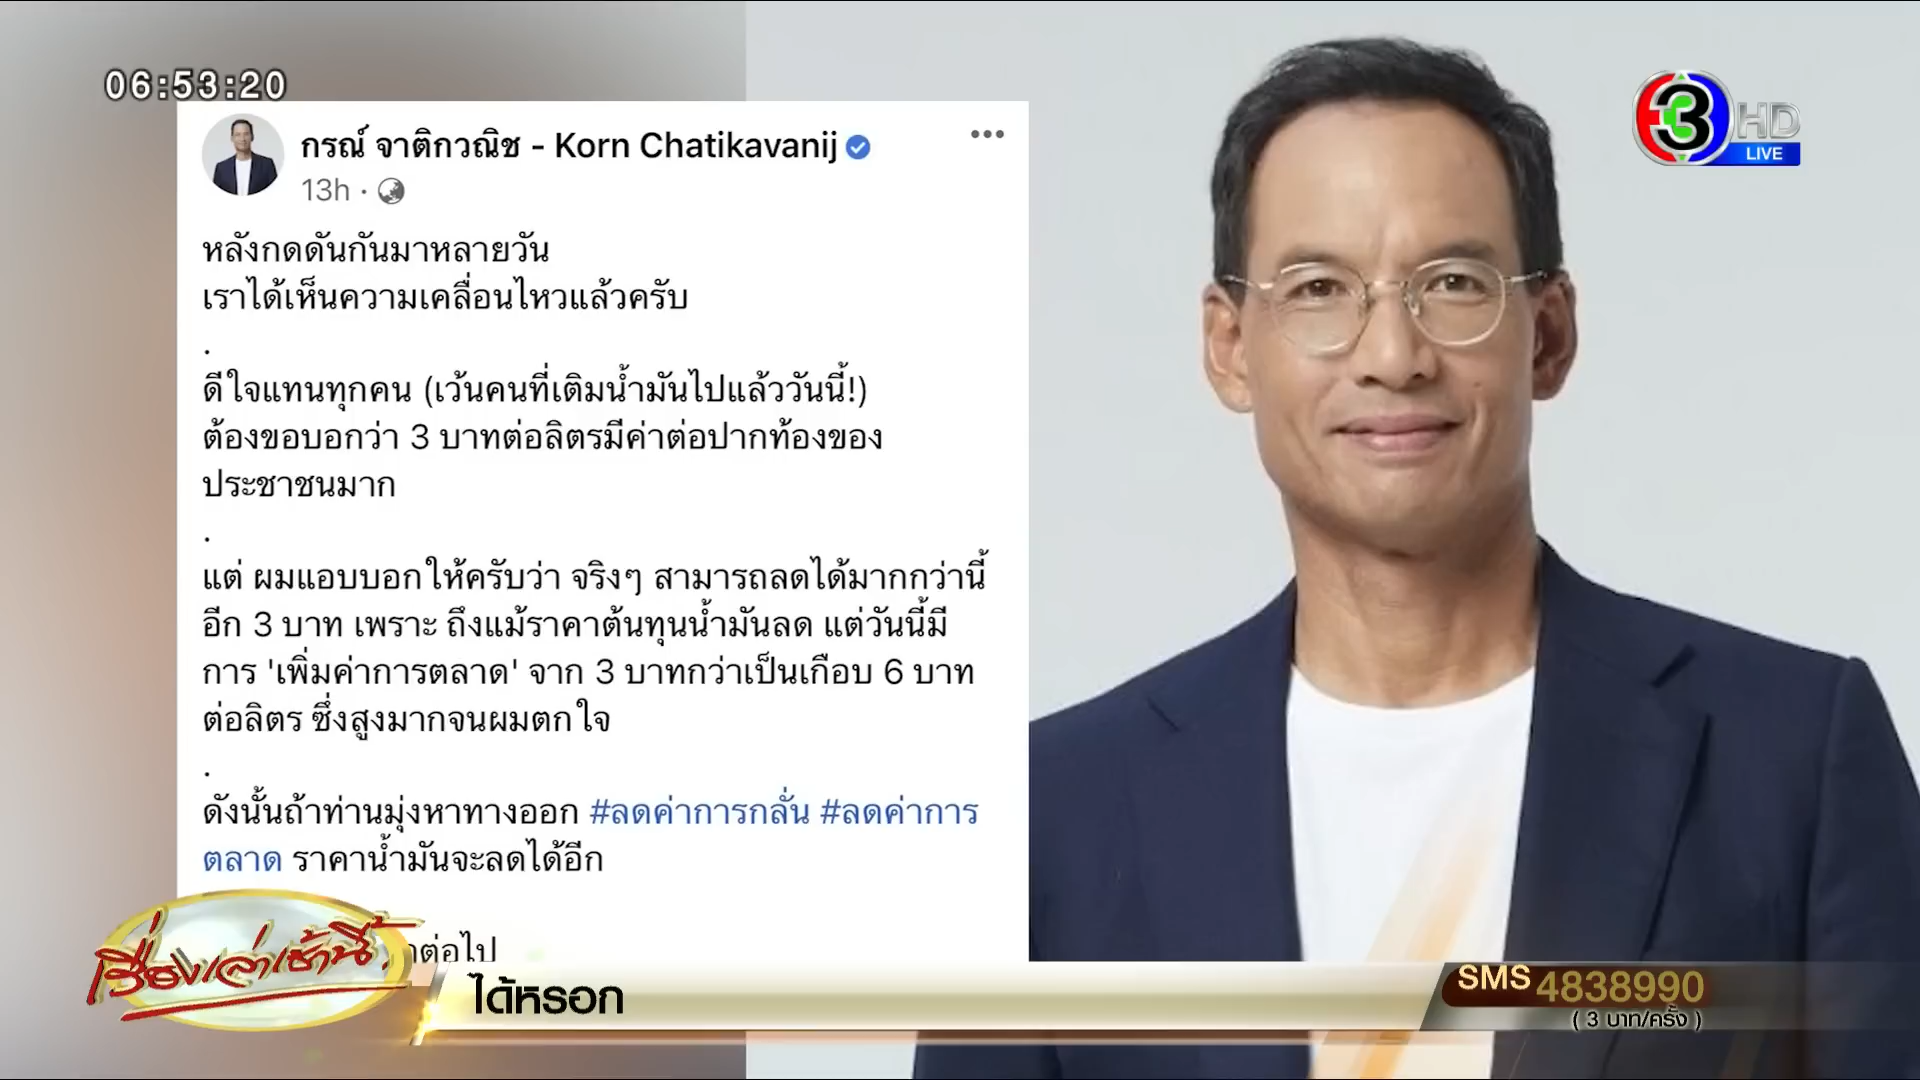 06:53:20
3 HD
LIVE
กรณ์ จาติกวณิช - Korn Chatikavanij
13h ·
หลังกดดันกันมาหลายวัน
เราได้เห็นความเคลื่อนไหวแล้วครับ
.
ดีใจแทนทุกคน (เว้นคนที่เติมน้ำมันไปแล้ววันนี้!)
ต้องขอบอกว่า 3 บาทต่อลิตรมีค่าต่อปากท้องของ
ประชาชนมาก
.
แต่ ผมแอบบอกให้ครับว่า จริงๆ สามารถลดได้มากกว่านี้
อีก 3 บาท เพราะ ถึงแม้ราคาต้นทุนน้ำมันลด แต่วันนี้มี
การ 'เพิ่มค่าการตลาด' จาก 3 บาทกว่าเป็นเกือบ 6 บาท
ต่อลิตร ซึ่งสูงมากจนผมตกใจ
.
ดังนั้นถ้าท่านมุ่งหาทางออก #ลดค่าการกลั่น #ลดค่าการ
ตลาด ราคาน้ำมันจะลดได้อีก
ต่อไป
เรื่องเล่าเช้านี้
ได้หรอก
SMS 4838990
( 3 บาท/ครั้ง )